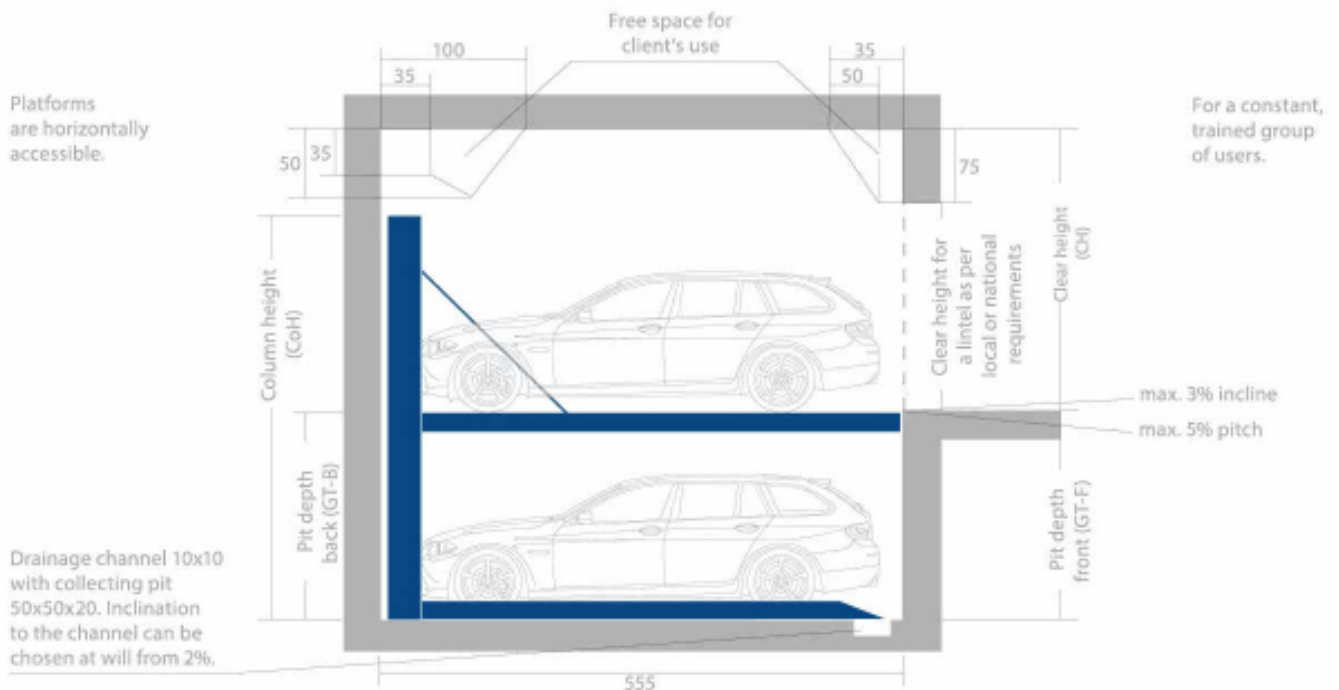 Free space for
client's use
100
35
35
50
Platforms
are horizontally
accessible.
For a constant,
trained group
of users.
50
35
75
Column height
(CoH)
Clear height for
a lintel as per
local or national
requirements
Clear height
(CH)
max. 3% incline
max. 5% pitch
Pit depth
back (GT-B)
Pit depth
front (GT-F)
Drainage channel 10x10
with collecting pit
50x50x20. Inclination
to the channel can be
chosen at will from 2%.
555